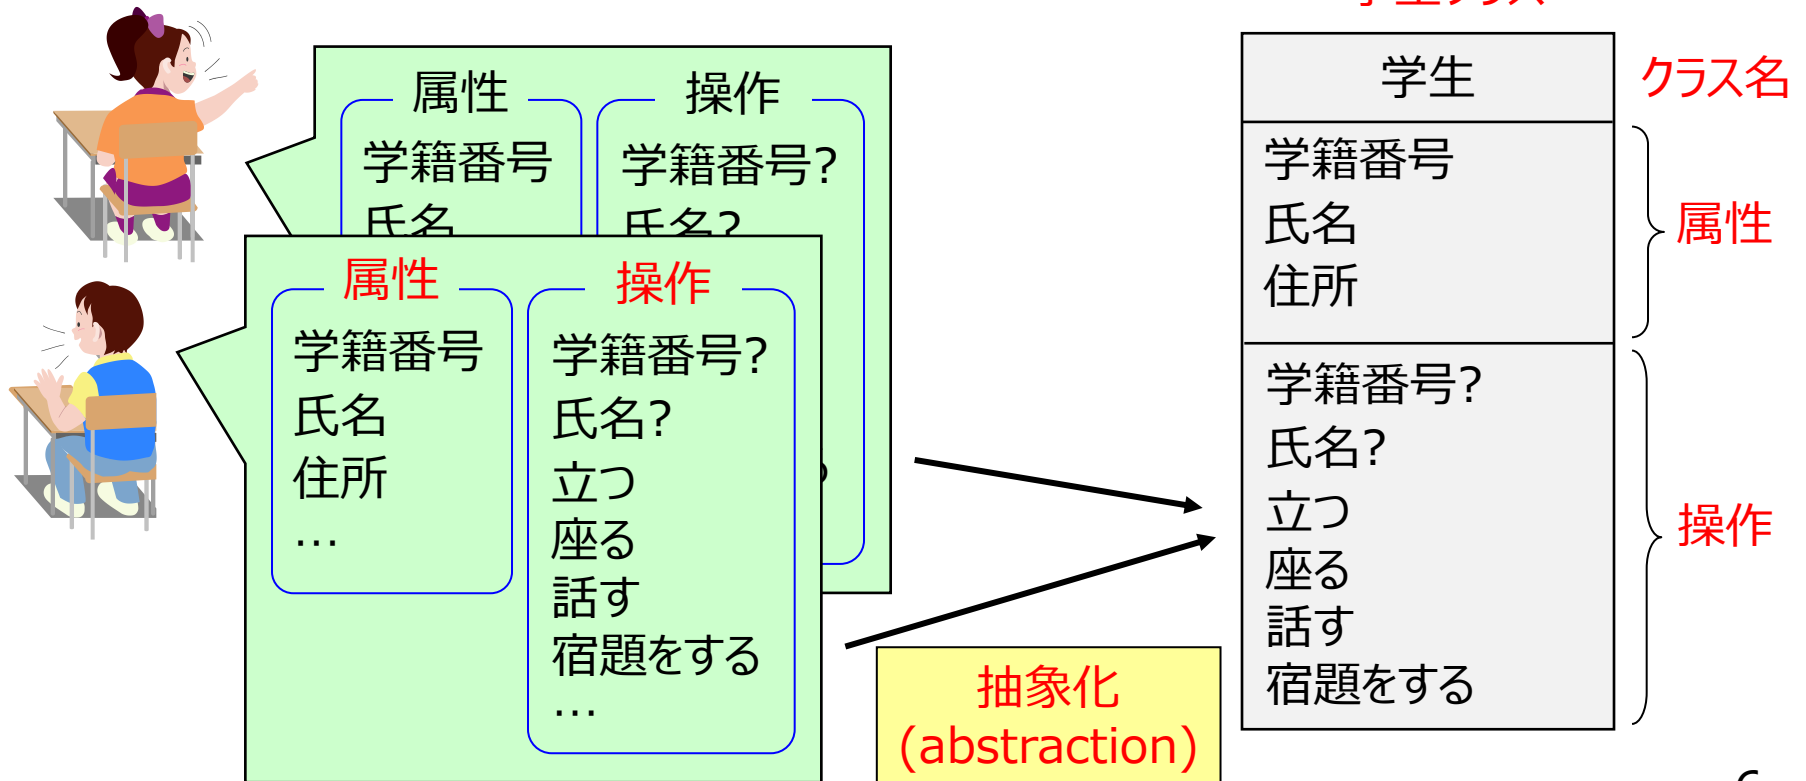 属性
操作
学籍番号
氏名
学籍番号?
氏名?
属性
操作
学籍番号
氏名
住所
…
学籍番号?
氏名?
立つ
座る
話す
宿題をする
…
抽象化
(abstraction)
学生
クラス名
学籍番号
氏名
住所
属性
学籍番号?
氏名?
立つ
座る
話す
宿題をする
操作